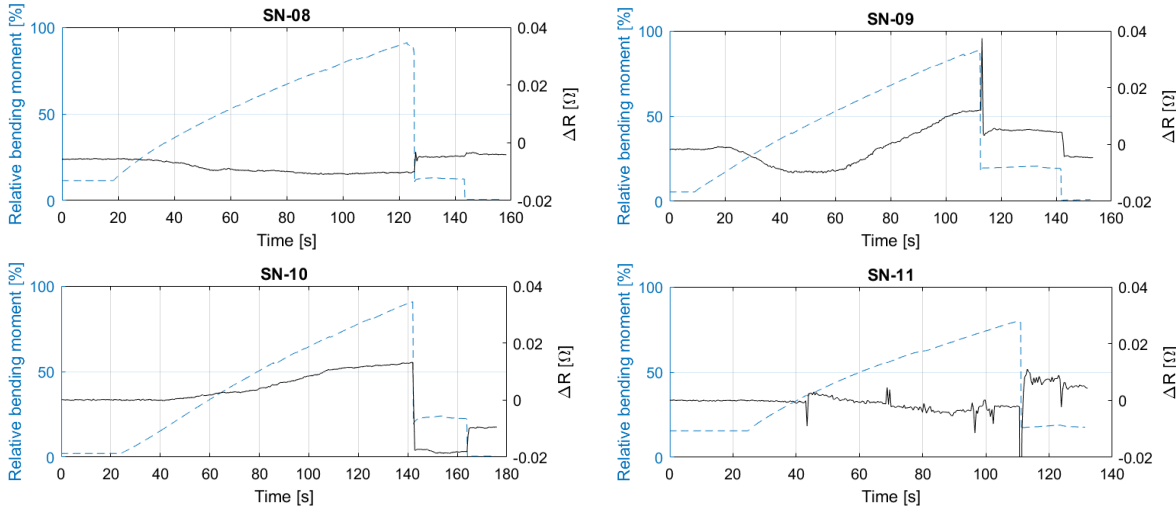 SN-08
Relative bending moment [%]
100
50
0
0 20 40 60 80 100 120 140 160
Time [s]
0.04
0.02
0
-0.02
ΔR [Ω]
SN-09
Relative bending moment [%]
100
50
0
0 20 40 60 80 100 120 140 160
Time [s]
0.04
0.02
0
-0.02
ΔR [Ω]
SN-10
Relative bending moment [%]
100
50
0
0 20 40 60 80 100 120 140 160 180
Time [s]
0.04
0.02
0
-0.02
ΔR [Ω]
SN-11
Relative bending moment [%]
100
50
0
0 20 40 60 80 100 120 140
Time [s]
0.04
0.02
0
-0.02
ΔR [Ω]